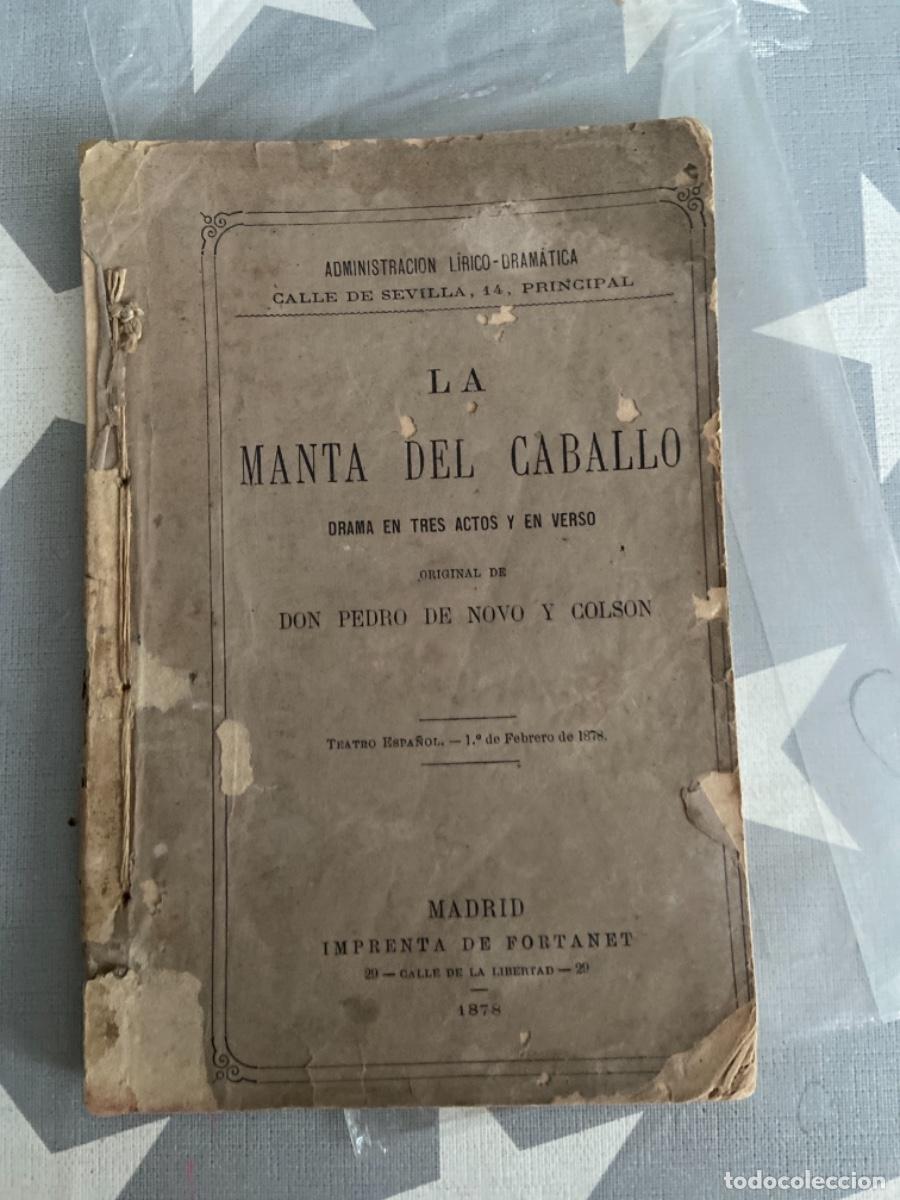 ADMINISTRACION LÍRICO-DRAMÁTICA
CALLE DE SEVILLA, 14, PRINCIPAL
LA
MANTA DEL CABALLO
DRAMA EN TRES ACTOS Y EN VERSO
ORIGINAL DE
DON PEDRO DE NOVO Y COLSON
TEATRO ESPAÑOL. — 1.º de Febrero de 1878.
MADRID
IMPRENTA DE FORTANET
29 — CALLE DE LA LIBERTAD — 29
1878
todocoleccion